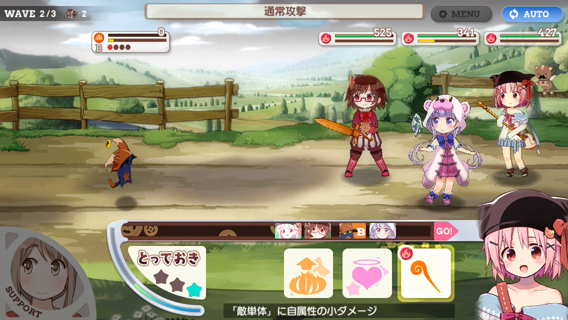 WAVE 2/3 2
通常攻撃
MENU
AUTO
0
B
525
341
427
B
GO!
とっておき
SUPPORT
「敵単体」に自属性の小ダメージ